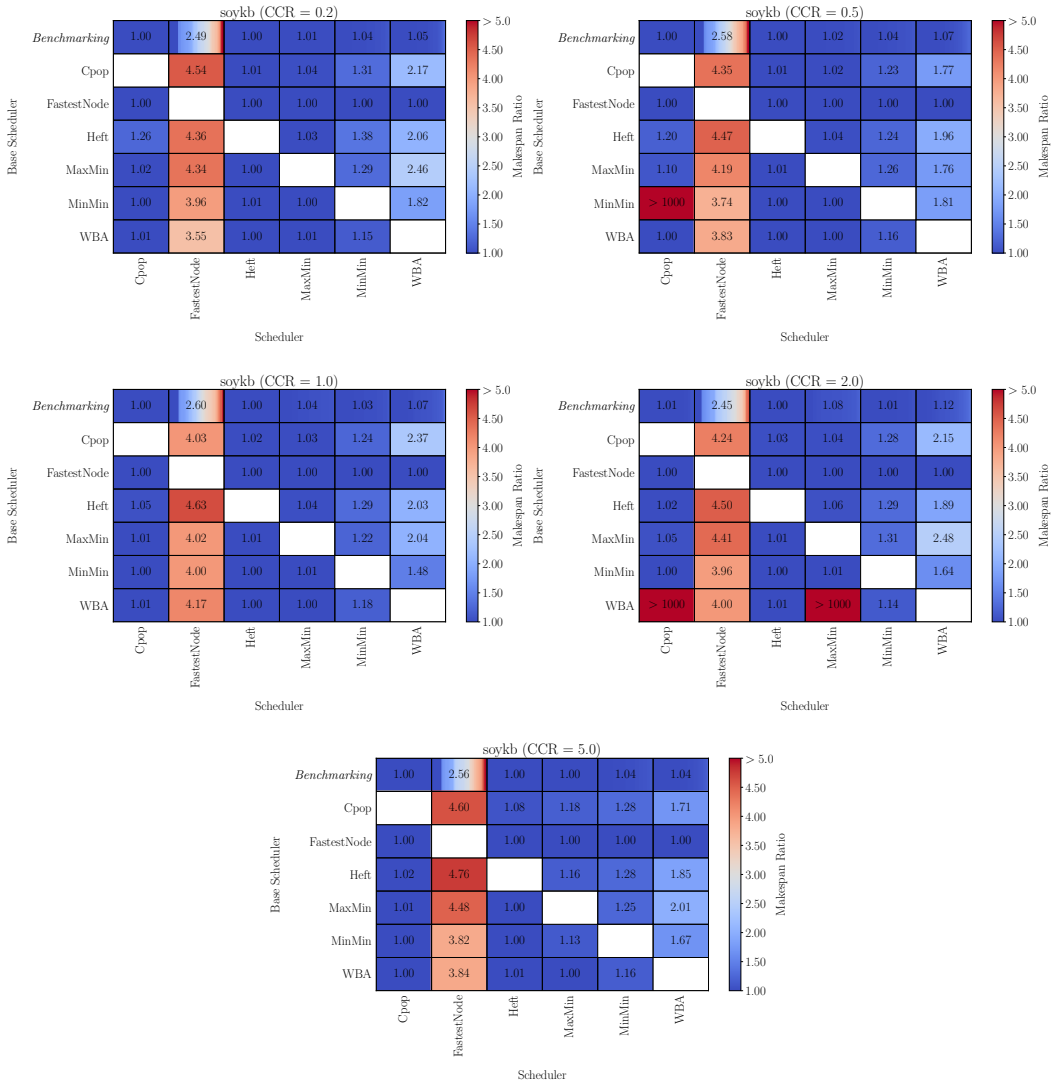 soykb (CCR = 0.2)
Benchmarking 1.00 2.49 1.00 1.01 1.04 1.05
Cpop 4.54 1.01 1.04 1.31 2.17
FastestNode 1.00 1.00 1.00 1.00 1.00
Heft 1.26 4.36 1.03 1.38 2.06
MaxMin 1.02 4.34 1.00 1.29 2.46
MinMin 1.00 3.96 1.01 1.00 1.82
WBA 1.01 3.55 1.00 1.01 1.15
Cpop FastestNode Heft MaxMin MinMin WBA
Scheduler
Base Scheduler
> 5.0
4.50
4.00
3.50
3.00
2.50
2.00
1.50
1.00
Makespan Ratio
soykb (CCR = 0.5)
Benchmarking 1.00 2.58 1.00 1.02 1.04 1.07
Cpop 4.35 1.01 1.02 1.23 1.77
FastestNode 1.00 1.00 1.00 1.00 1.00
Heft 1.20 4.47 1.04 1.24 1.96
MaxMin 1.10 4.19 1.01 1.26 1.76
MinMin > 1000 3.74 1.00 1.00 1.81
WBA 1.00 3.83 1.00 1.00 1.16
Cpop FastestNode Heft MaxMin MinMin WBA
Scheduler
Base Scheduler
> 5.0
4.50
4.00
3.50
3.00
2.50
2.00
1.50
1.00
Makespan Ratio
soykb (CCR = 1.0)
Benchmarking 1.00 2.60 1.00 1.04 1.03 1.07
Cpop 4.03 1.02 1.03 1.24 2.37
FastestNode 1.00 1.00 1.00 1.00 1.00
Heft 1.05 4.63 1.04 1.29 2.03
MaxMin 1.01 4.02 1.01 1.22 2.04
MinMin 1.00 4.00 1.00 1.01 1.48
WBA 1.01 4.17 1.00 1.00 1.18
Cpop FastestNode Heft MaxMin MinMin WBA
Scheduler
Base Scheduler
> 5.0
4.50
4.00
3.50
3.00
2.50
2.00
1.50
1.00
Makespan Ratio
soykb (CCR = 2.0)
Benchmarking 1.01 2.45 1.00 1.08 1.01 1.12
Cpop 4.24 1.03 1.04 1.28 2.15
FastestNode 1.00 1.00 1.00 1.00 1.00
Heft 1.02 4.50 1.06 1.29 1.89
MaxMin 1.05 4.41 1.01 1.31 2.48
MinMin 1.00 3.96 1.00 1.01 1.64
WBA > 1000 4.00 1.01 > 1000 1.14
Cpop FastestNode Heft MaxMin MinMin WBA
Scheduler
Base Scheduler
> 5.0
4.50
4.00
3.50
3.00
2.50
2.00
1.50
1.00
Makespan Ratio
soykb (CCR = 5.0)
Benchmarking 1.00 2.56 1.00 1.00 1.04 1.04
Cpop 4.60 1.08 1.18 1.28 1.71
FastestNode 1.00 1.00 1.00 1.00 1.00
Heft 1.02 4.76 1.16 1.28 1.85
MaxMin 1.01 4.48 1.00 1.25 2.01
MinMin 1.00 3.82 1.00 1.13 1.67
WBA 1.00 3.84 1.01 1.00 1.16
Cpop FastestNode Heft MaxMin MinMin WBA
Scheduler
Base Scheduler
> 5.0
4.50
4.00
3.50
3.00
2.50
2.00
1.50
1.00
Makespan Ratio